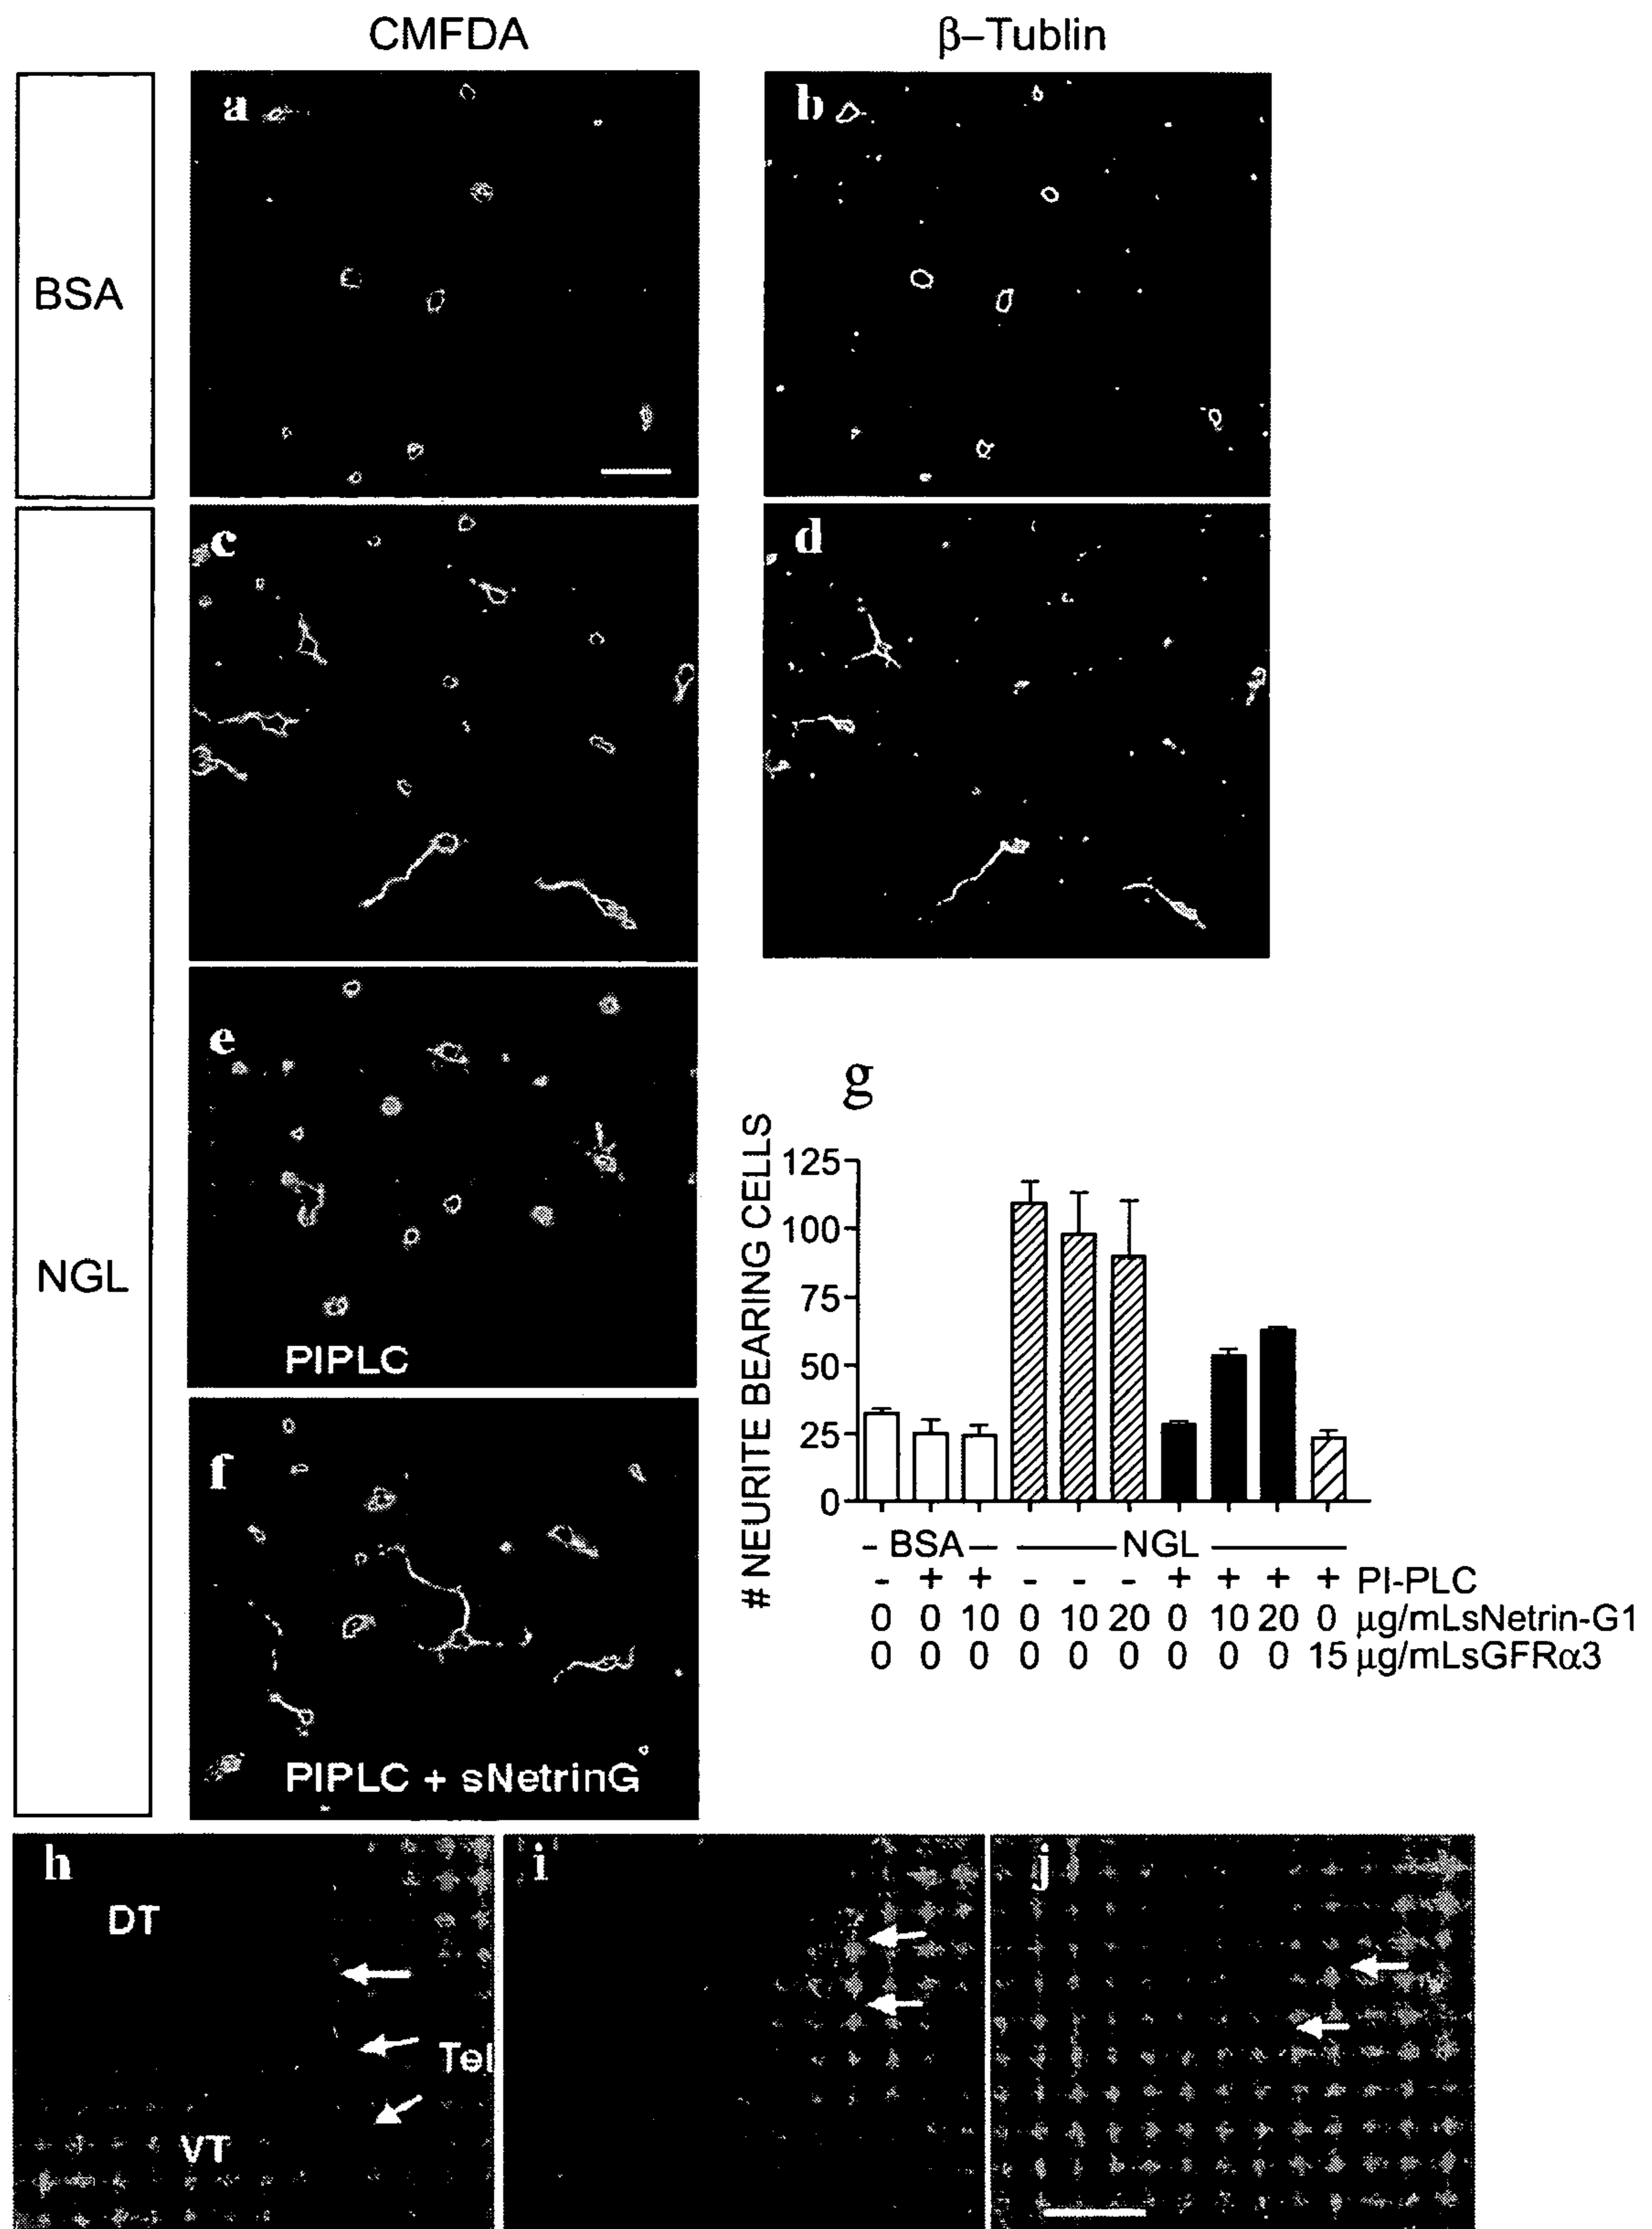 CMFDA
β–Tublin
BSA
a
b
NGL
c
d
e
PIPLC
f
PIPLC + sNetrinG
g
# NEURITE BEARING CELLS
125
100
75
50
25
0
- BSA — NGL —
- + + - - - + + + + PI-PLC
0 0 10 0 10 20 0 10 20 0 μg/mLsNetrin-G1
0 0 0 0 0 0 0 0 0 15 μg/mLsGFRα3
h
DT
Tel
VT
i
j